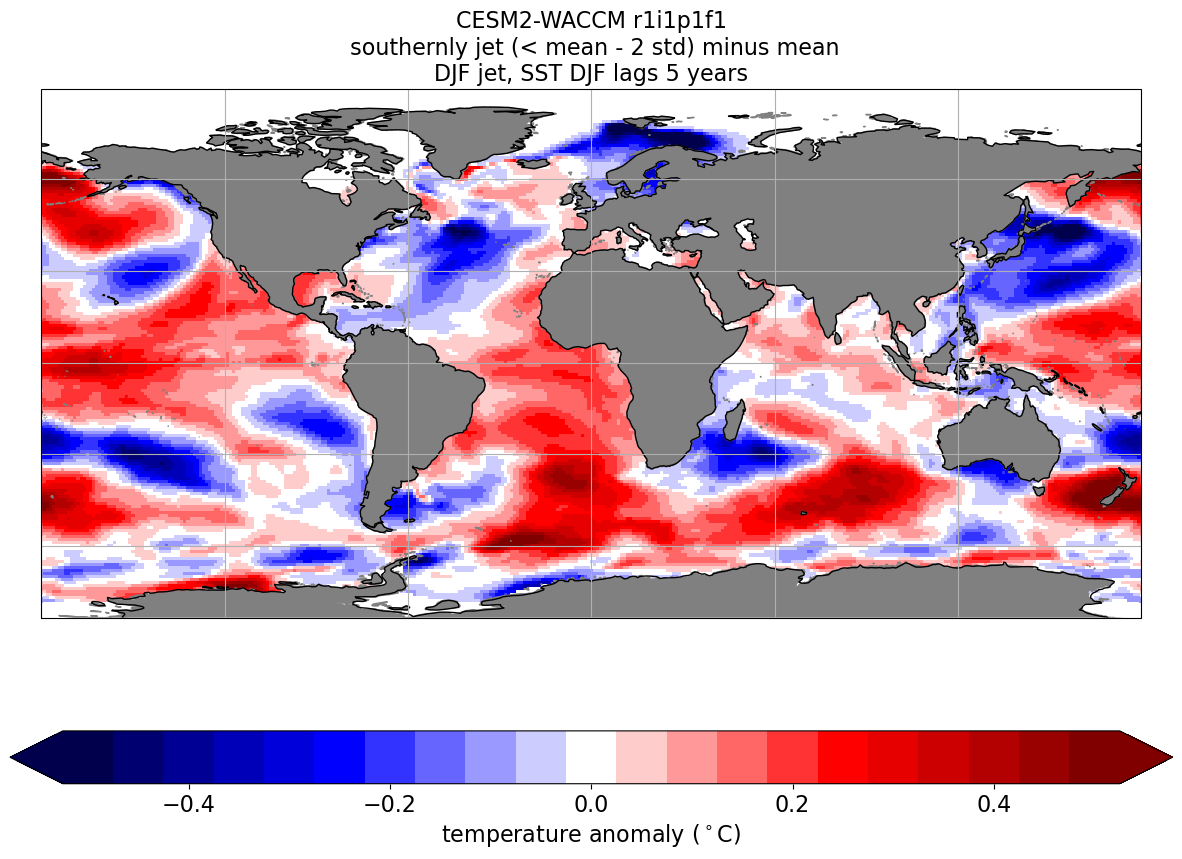 CESM2-WACCM r1i1p1f1
southernly jet (< mean - 2 std) minus mean
DJF jet, SST DJF lags 5 years
−0.4 −0.2 0.0 0.2 0.4
temperature anomaly (°C)